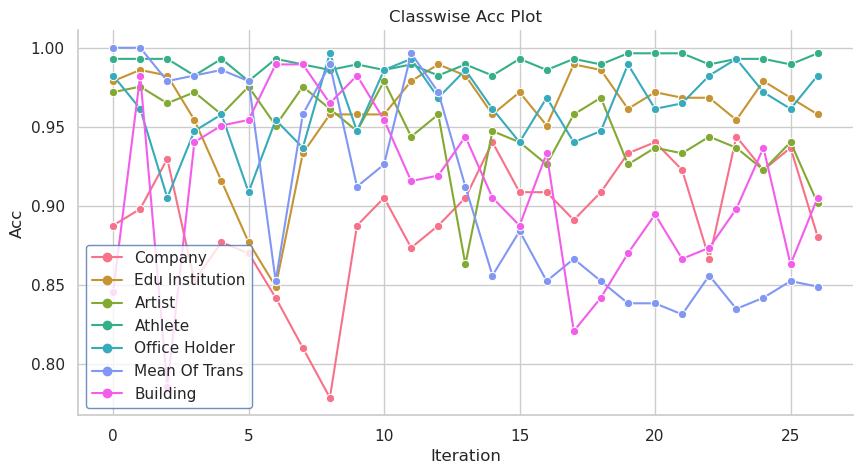 Classwise Acc Plot
Acc
1.00
0.95
0.90
0.85
0.80
Company
Edu Institution
Artist
Athlete
Office Holder
Mean Of Trans
Building
0 5 10 15 20 25
Iteration